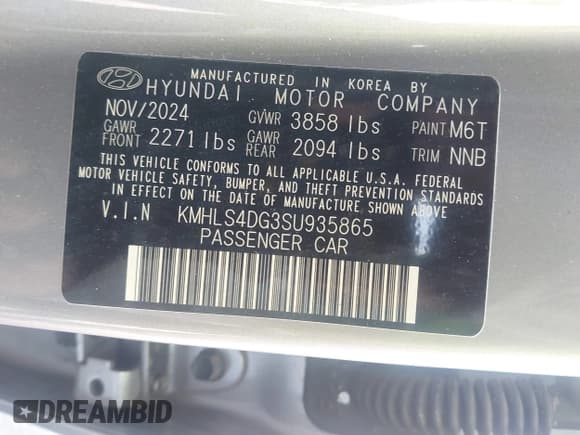 MANUFACTURED IN KOREA BY
HYUNDAI MOTOR COMPANY
NOV/2024 GVWR 3858 lbs PAINT M6T
GAWR FRONT 2271 lbs GAWR REAR 2094 lbs TRIM NNB
THIS VEHICLE CONFORMS TO ALL APPLICABLE U.S.A. FEDERAL
MOTOR VEHICLE SAFETY, BUMPER, AND THEFT PREVENTION STANDARDS
IN EFFECT ON THE DATE OF MANUFACTURE SHOWN ABOVE
V.I.N KMHLS4DG3SU935865
PASSENGER CAR
DREAMBID